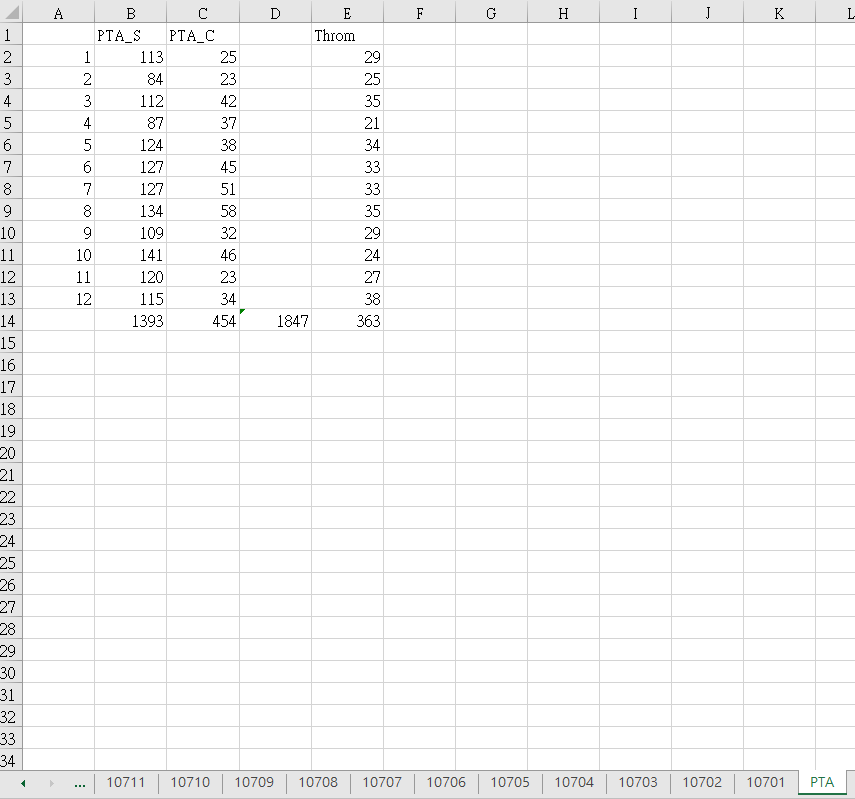 A B C D E F G H I J K L
1 PTA_S PTA_C Throm
2 1 113 25 29
3 2 84 23 25
4 3 112 42 35
5 4 87 37 21
6 5 124 38 34
7 6 127 45 33
8 7 127 51 33
9 8 134 58 35
10 9 109 32 29
11 10 141 46 24
12 11 120 23 27
13 12 115 34 38
14 1393 454 1847 363
15
16
17
18
19
20
21
22
23
24
25
26
27
28
29
30
31
32
33
34
... 10711 10710 10709 10708 10707 10706 10705 10704 10703 10702 10701 PTA